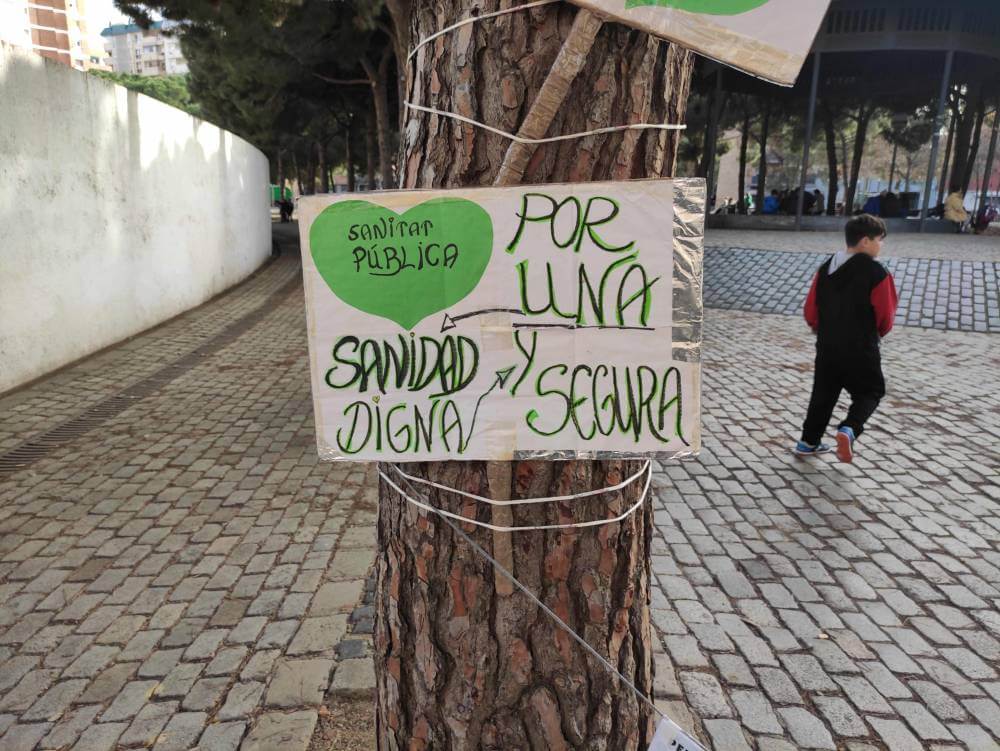 SANITAT
PÚBLICA
POR
UNA
SANIDAD
DIGNA
Y
SEGURA